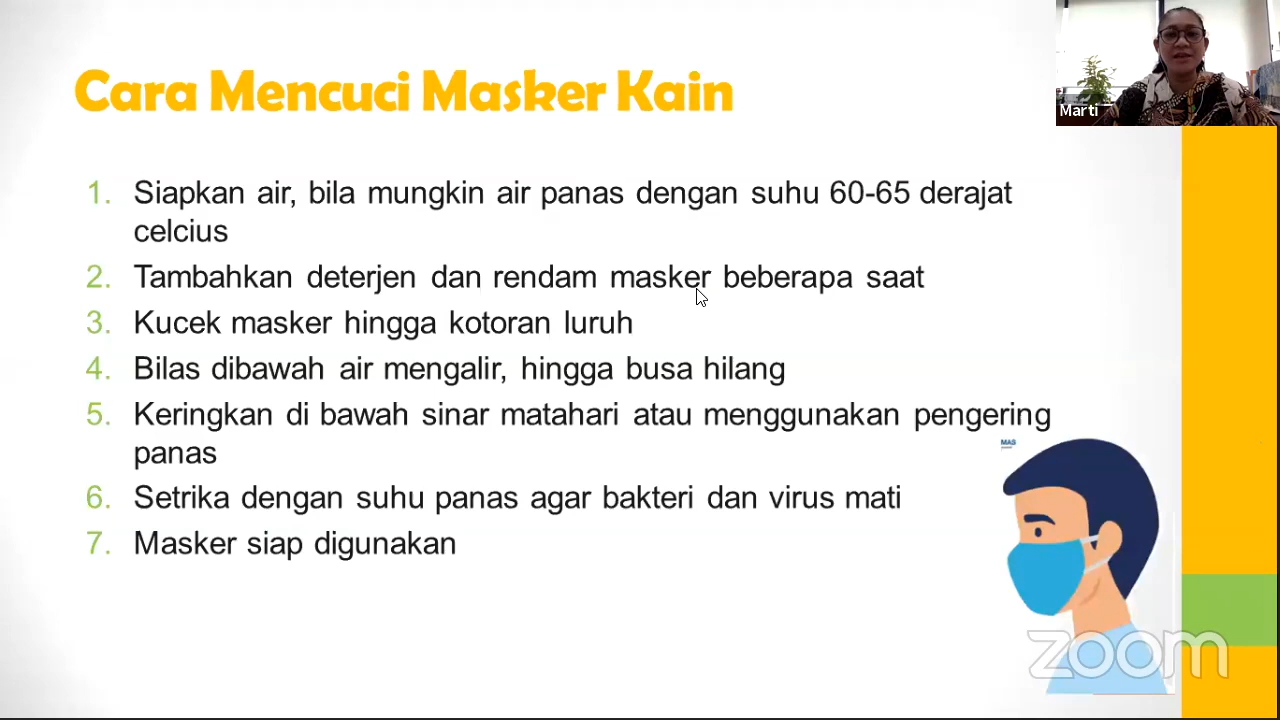 Cara Mencuci Masker Kain
Marti
1. Siapkan air, bila mungkin air panas dengan suhu 60-65 derajat
celcius
2. Tambahkan deterjen dan rendam masker beberapa saat
3. Kucek masker hingga kotoran luruh
4. Bilas dibawah air mengalir, hingga busa hilang
5. Keringkan di bawah sinar matahari atau menggunakan pengering
panas
6. Setrika dengan suhu panas agar bakteri dan virus mati
7. Masker siap digunakan
MAS
zoom